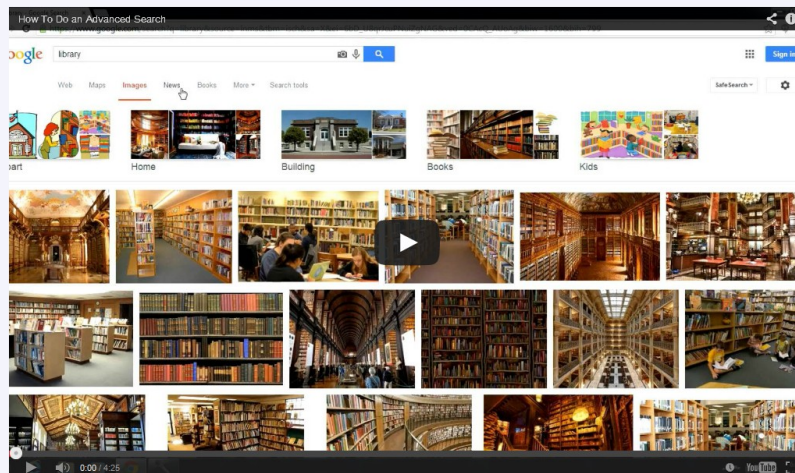 How To Do an Advanced Search
oogle library
Web Maps Images News Books More Search tools SafeSearch
Sign in
part Home Building Books Kids
0:00 / 4:25 YouTube